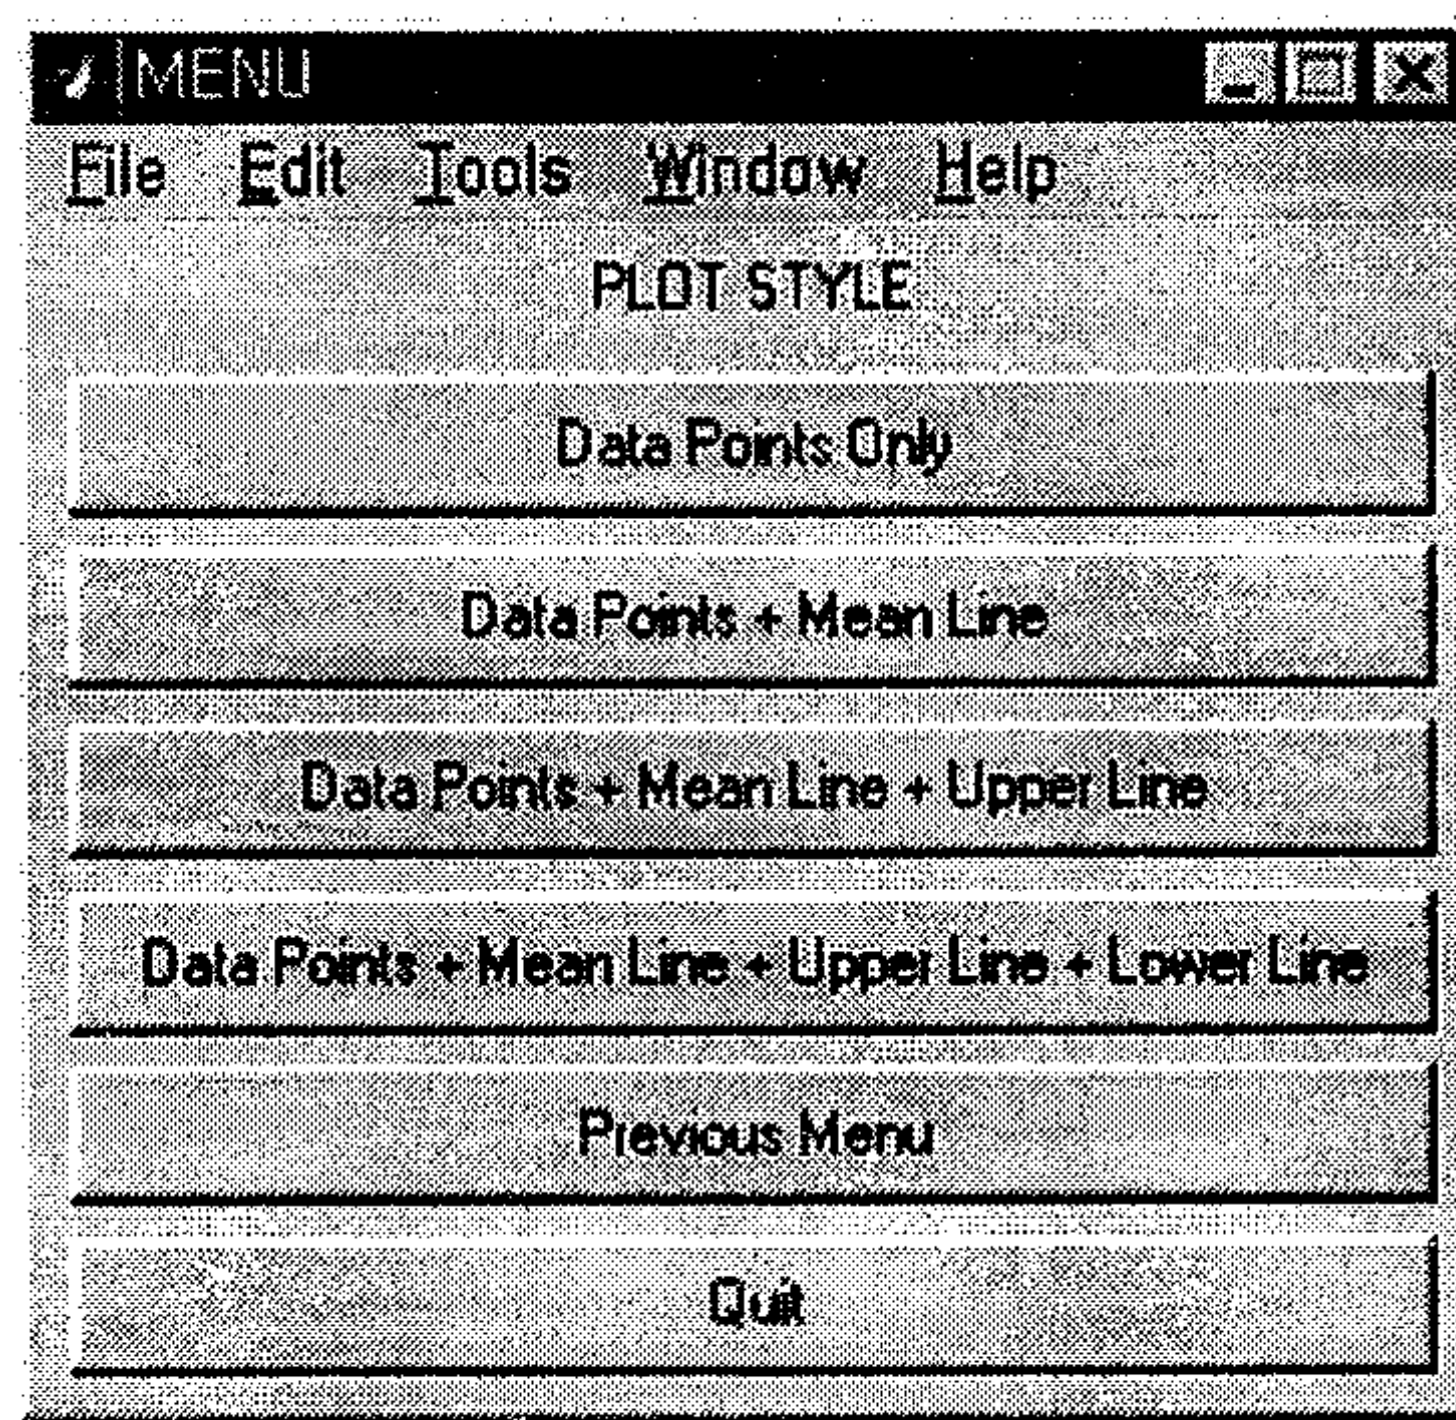 MENU
File Edit Tools Window Help
PLOT STYLE
Data Points Only
Data Points + Mean Line
Data Points + Mean Line + Upper Line
Data Points + Mean Line + Upper Line + Lower Line
Previous Menu
Quit